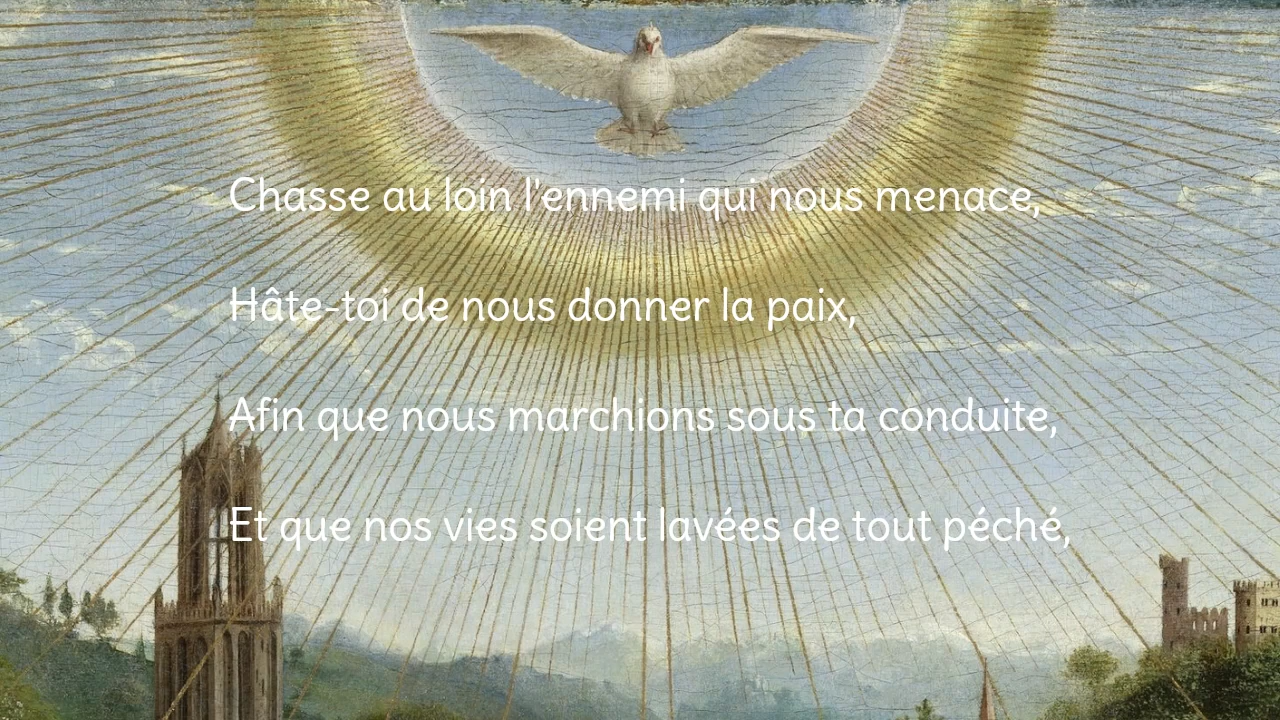 Chasse au loin l'ennemi qui nous menace,
Hâte-toi de nous donner la paix,
Afin que nous marchions sous ta conduite,
Et que nos vies soient lavées de tout péché,